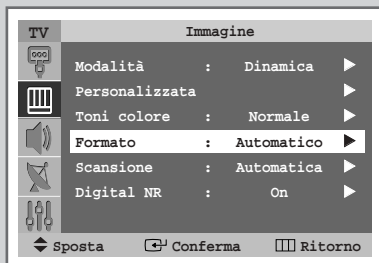 TV Immagine
Modalità : Dinamica
Personalizzata
Toni colore : Normale
Formato : Automatico
Scansione : Automatica
Digital NR : On
Sposta Conferma Ritorno